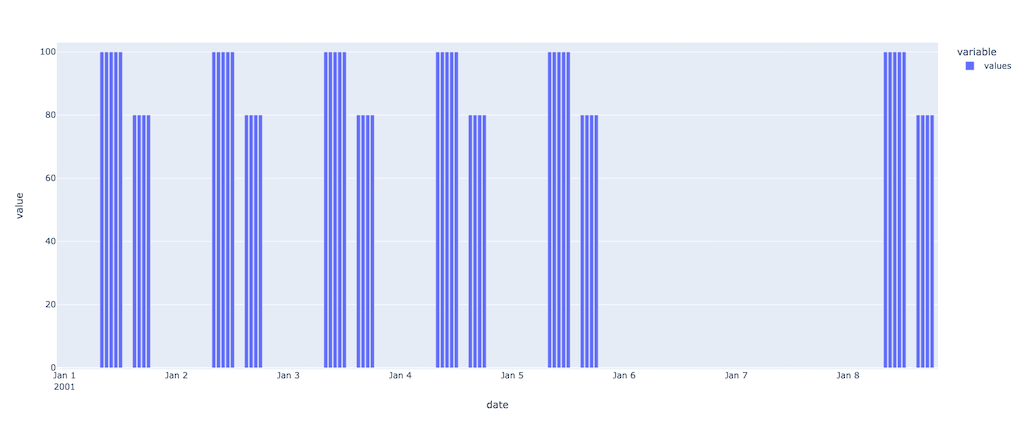 variable
values
100
80
60
40
20
0
value
Jan 1
2001
Jan 2
Jan 3
Jan 4
Jan 5
Jan 6
Jan 7
Jan 8
date